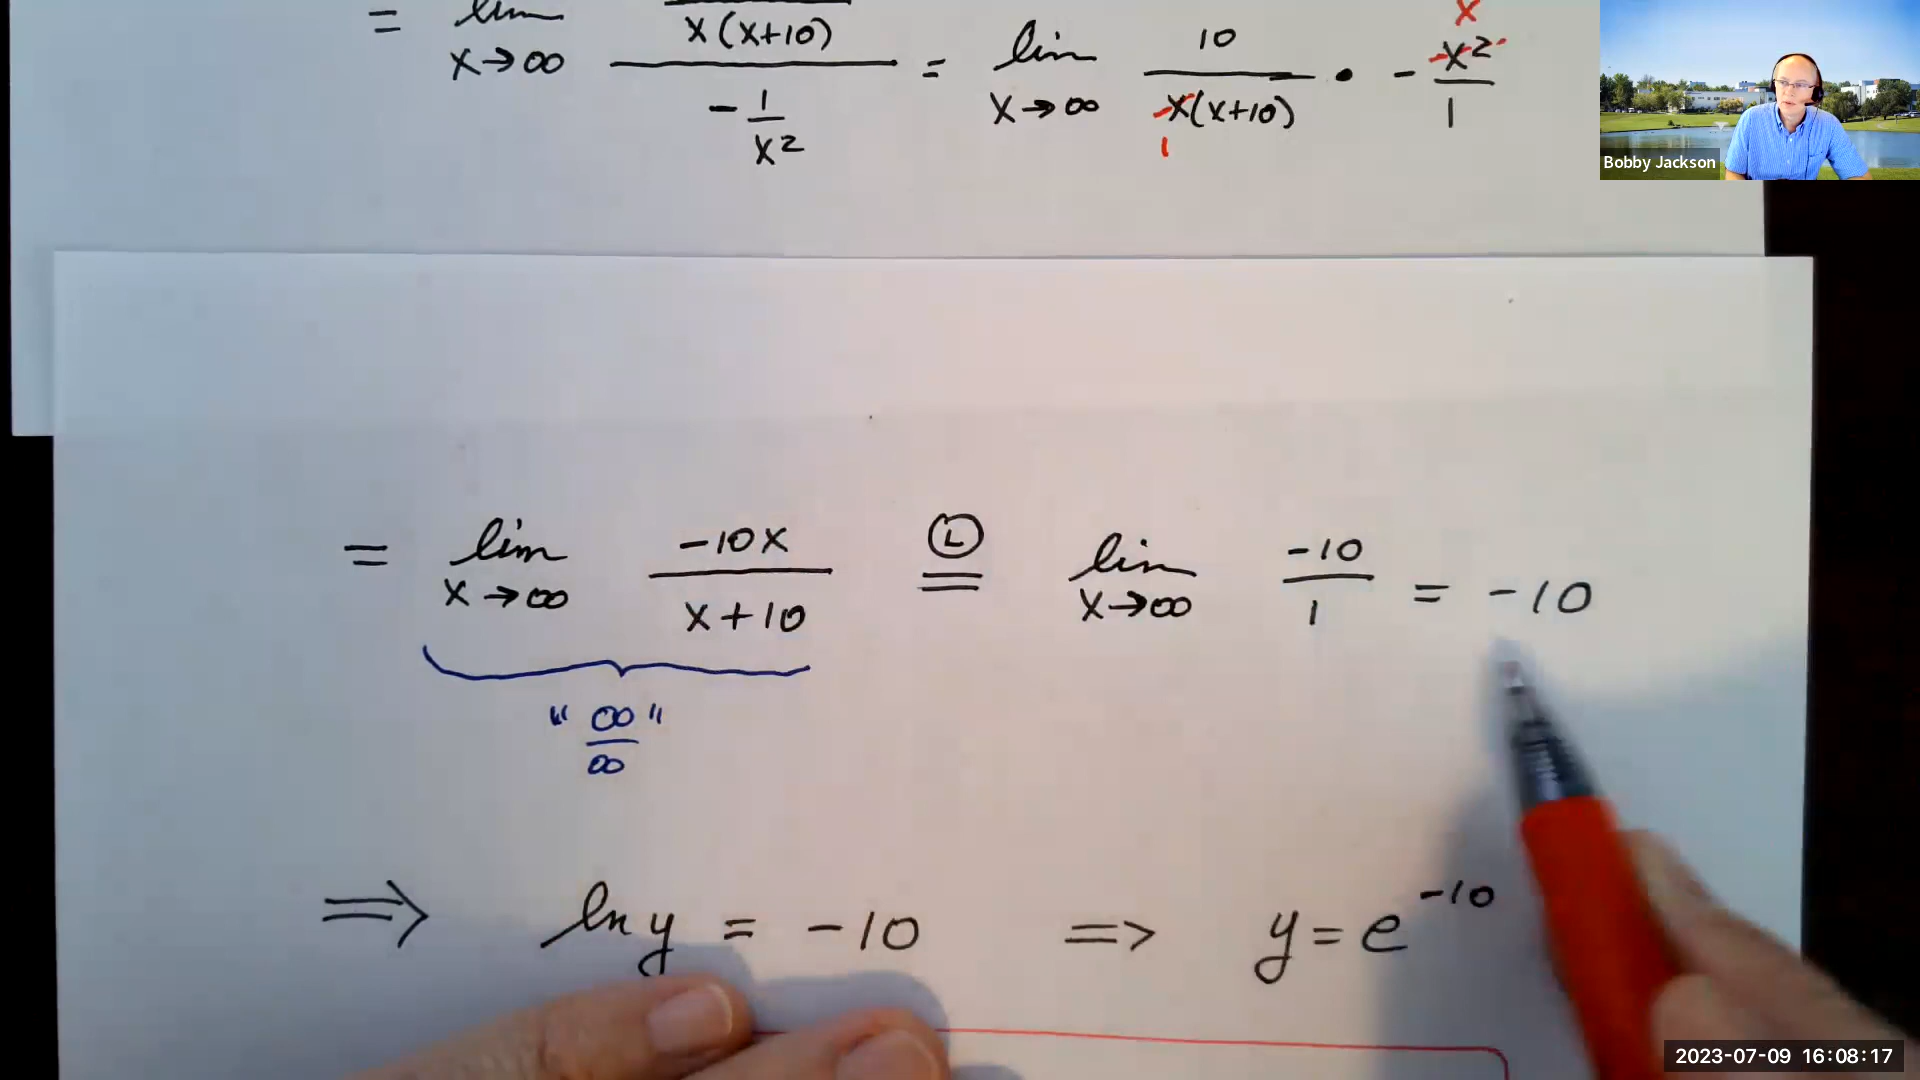 = lim x→∞ x(x+10) / -1/x² = lim x→∞ 10 / x(x+10) • - x² / 1
x
1
Bobby Jackson
= lim x→∞ -10x / x+10 Ⓛ = lim x→∞ -10 / 1 = -10
" ∞ / ∞ "
⟹ ln y = -10 => y = e^-10
2023-07-09 16:08:17